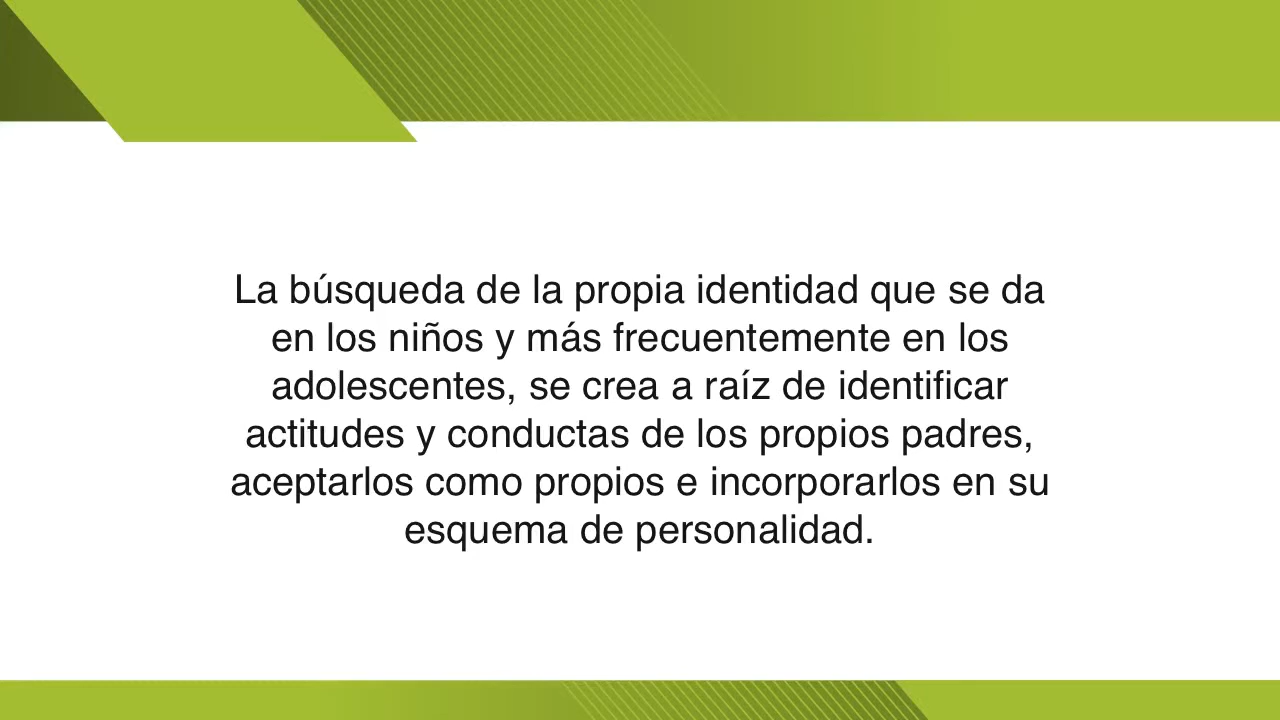 La búsqueda de la propia identidad que se da
en los niños y más frecuentemente en los
adolescentes, se crea a raíz de identificar
actitudes y conductas de los propios padres,
aceptarlos como propios e incorporarlos en su
esquema de personalidad.